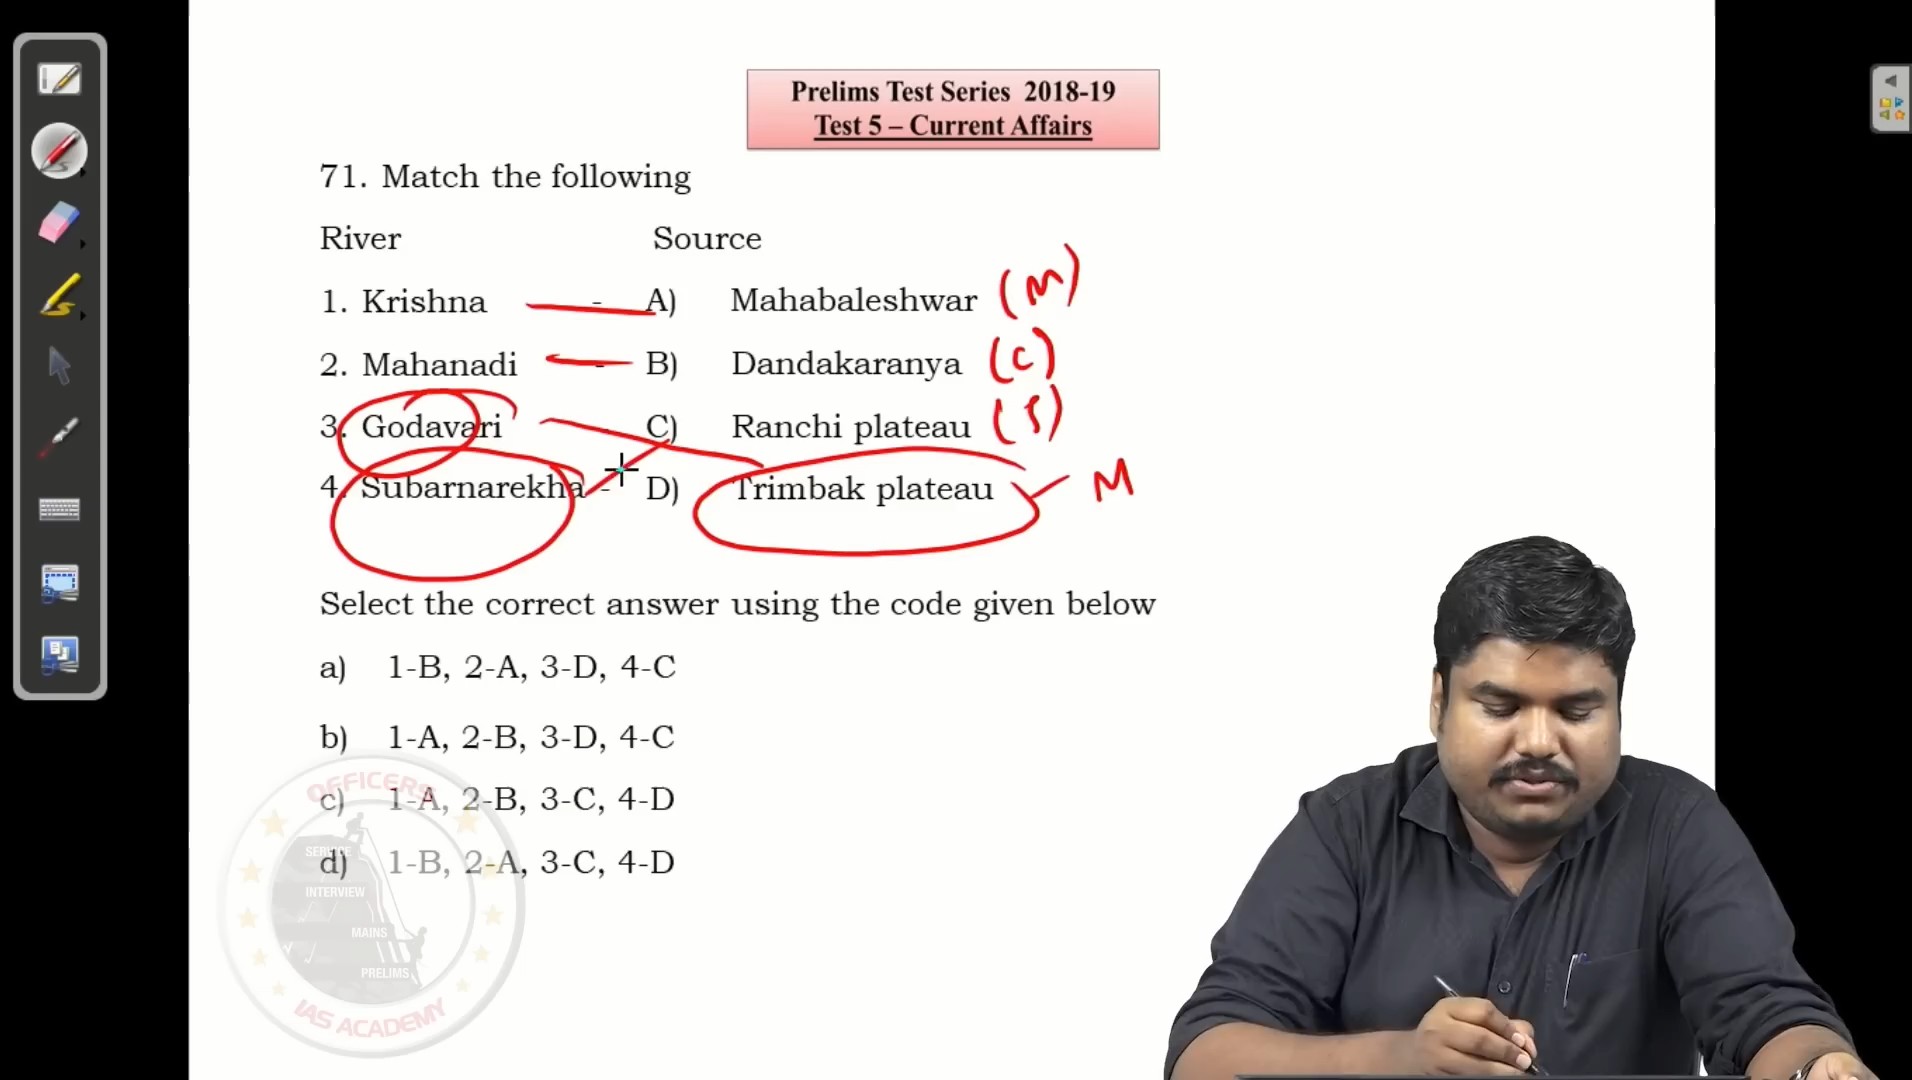 Prelims Test Series 2018-19
Test 5 – Current Affairs
71. Match the following
River Source
1. Krishna - A) Mahabaleshwar (M)
2. Mahanadi - B) Dandakaranya (C)
3. Godavari - C) Ranchi plateau (S)
4. Subarnarekha - D) Trimbak plateau M
Select the correct answer using the code given below
a) 1-B, 2-A, 3-D, 4-C
b) 1-A, 2-B, 3-D, 4-C
c) 1-A, 2-B, 3-C, 4-D
d) 1-B, 2-A, 3-C, 4-D
OFFICERS
SERVICE
INTERVIEW
MAINS
PRELIMS
IAS ACADEMY